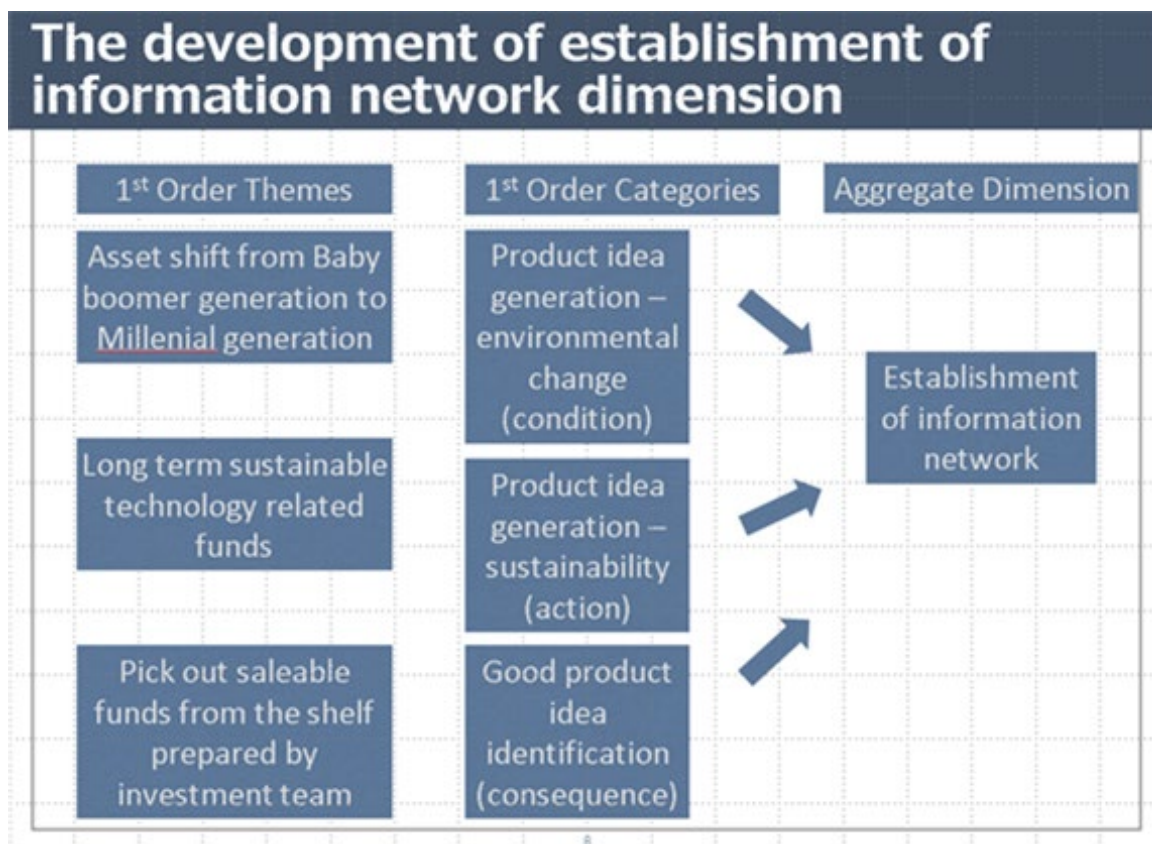 The development of establishment of
information network dimension
1st Order Themes
1st Order Categories
Aggregate Dimension
Asset shift from Baby
boomer generation to
Millenial generation
Product idea
generation –
environmental
change
(condition)
Establishment
of information
network
Long term sustainable
technology related
funds
Product idea
generation –
sustainability
(action)
Pick out saleable
funds from the shelf
prepared by
investment team
Good product
idea
identification
(consequence)